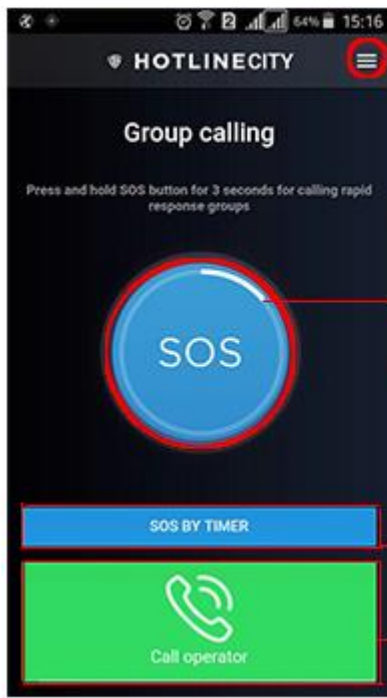 2 64% 15:16
HOTLINECITY
Group calling
Press and hold SOS button for 3 seconds for calling rapid
response groups
SOS
SOS BY TIMER
Call operator